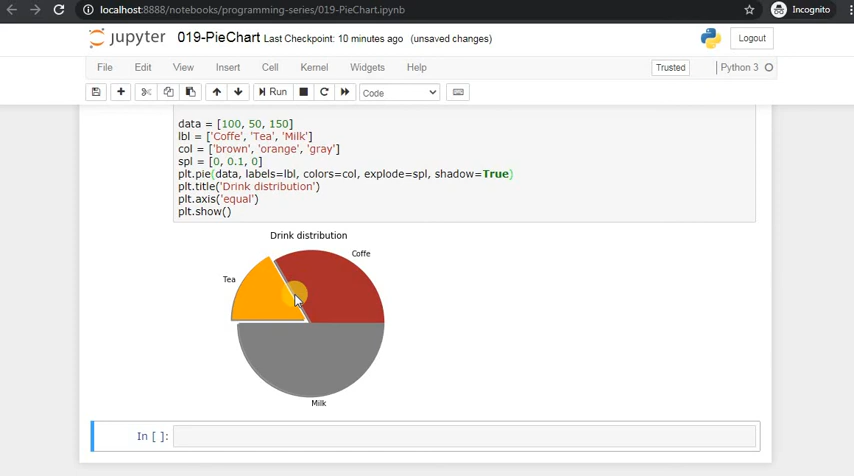 localhost:8888/notebooks/programming-series/019-PieChart.ipynb
Incognito
jupyter 019-PieChart Last Checkpoint: 10 minutes ago (unsaved changes)
Logout
File Edit View Insert Cell Kernel Widgets Help
Trusted
Python 3
Run
Code
data = [100, 50, 150]
lbl = ['Coffe', 'Tea', 'Milk']
col = ['brown', 'orange', 'gray']
spl = [0, 0.1, 0]
plt.pie(data, labels=lbl, colors=col, explode=spl, shadow=True)
plt.title('Drink distribution')
plt.axis('equal')
plt.show()
Drink distribution
Coffe
Tea
Milk
In [ ]: